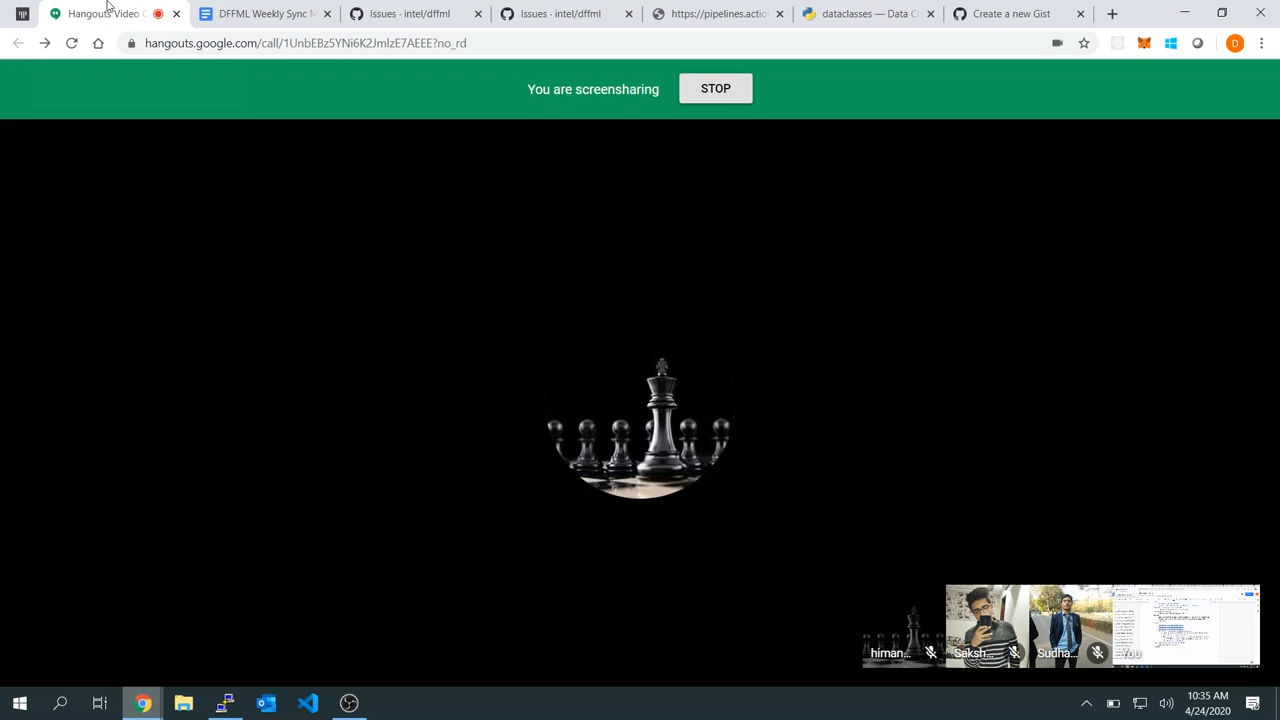 Hangouts Video C
DFFML Weekly Sync M
Issues · intel/dffml
Issues · intel/dffml
https://pipelines.actio
dataclasses — Data Cl
Create a new Gist
hangouts.google.com/call/1UnbEBz5YNi6K2JmlzE7AEEE?no_rd
D
You are screensharing
STOP
himan...
Saksh...
Sudha...
You
10:35 AM
4/24/2020